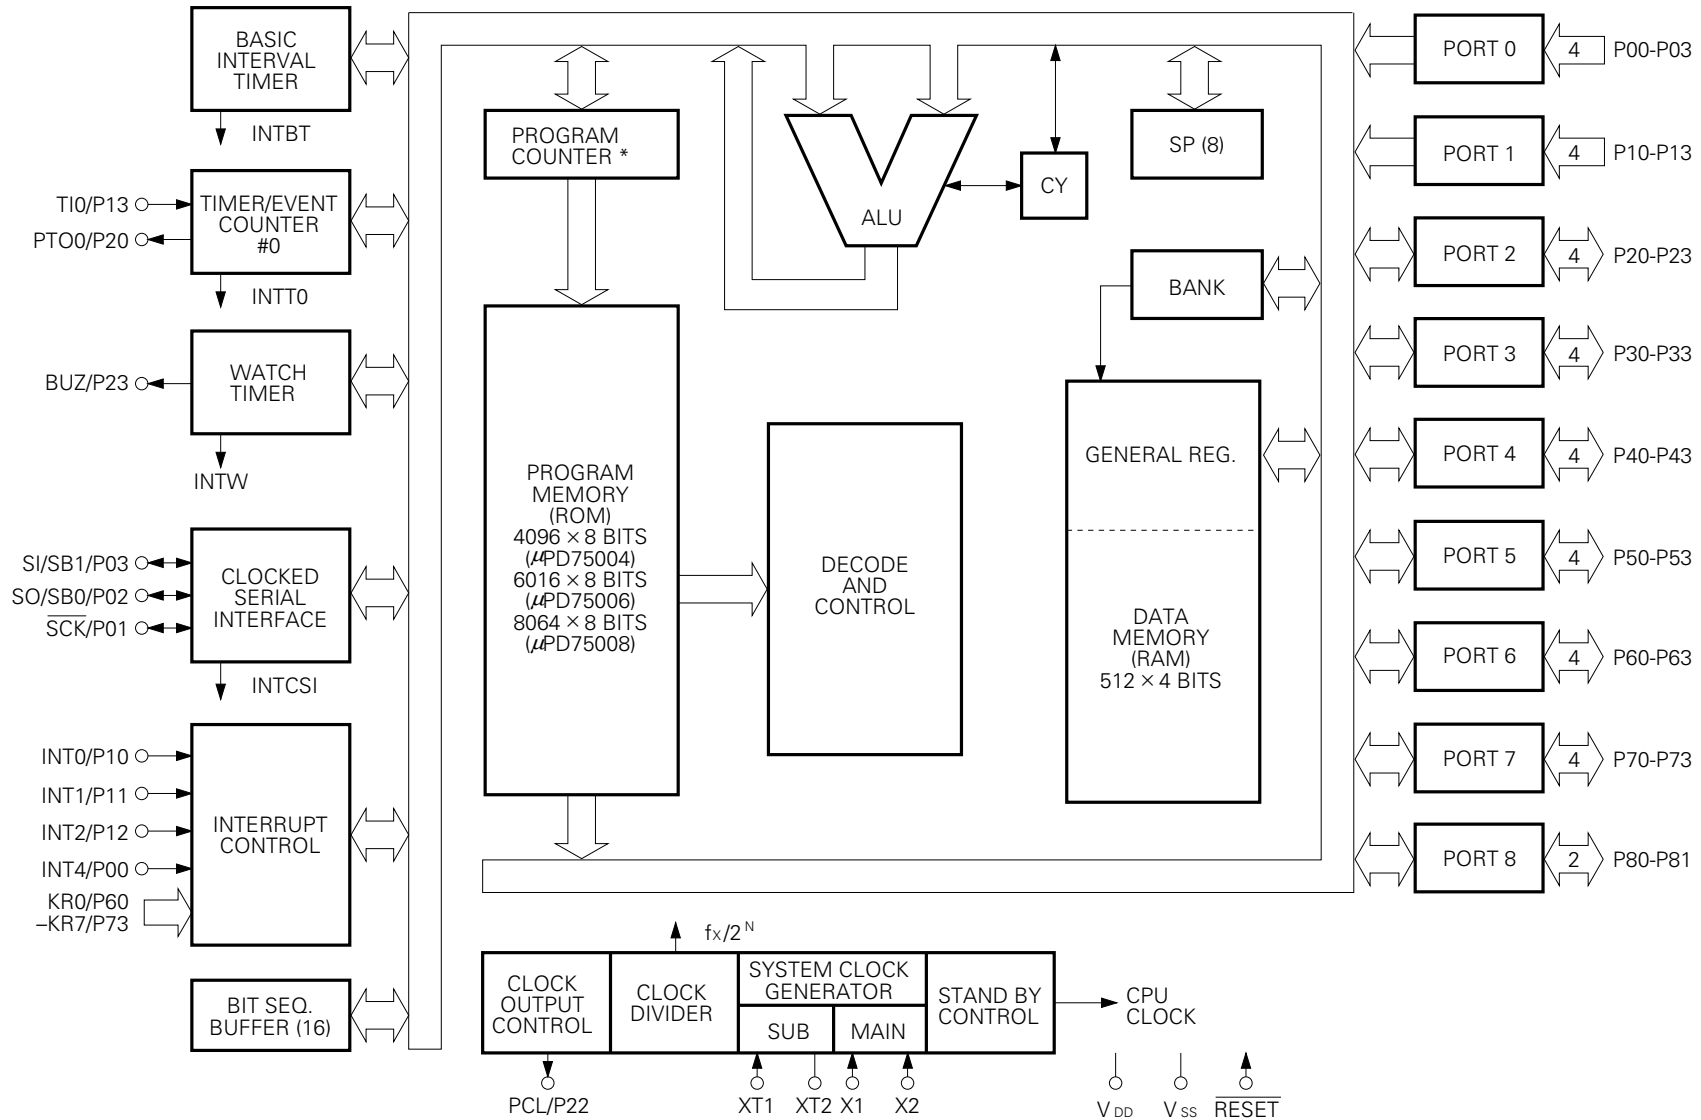 BASIC
INTERVAL
TIMER
INTBT
TI0/P13
PTO0/P20
TIMER/EVENT
COUNTER
#0
INTT0
BUZ/P23
WATCH
TIMER
INTW
SI/SB1/P03
SO/SB0/P02
SCK/P01
CLOCKED
SERIAL
INTERFACE
INTCSI
INT0/P10
INT1/P11
INT2/P12
INT4/P00
KR0/P60
–KR7/P73
INTERRUPT
CONTROL
BIT SEQ.
BUFFER (16)
PROGRAM
COUNTER *
ALU
CY
SP (8)
BANK
PROGRAM
MEMORY
(ROM)
4096 × 8 BITS
(μPD75004)
6016 × 8 BITS
(μPD75006)
8064 × 8 BITS
(μPD75008)
DECODE
AND
CONTROL
GENERAL REG.
DATA
MEMORY
(RAM)
512 × 4 BITS
PORT 0
4
P00-P03
PORT 1
4
P10-P13
PORT 2
4
P20-P23
PORT 3
4
P30-P33
PORT 4
4
P40-P43
PORT 5
4
P50-P53
PORT 6
4
P60-P63
PORT 7
4
P70-P73
PORT 8
2
P80-P81
fx/2 N
CLOCK
OUTPUT
CONTROL
CLOCK
DIVIDER
SYSTEM CLOCK
GENERATOR
SUB
MAIN
STAND BY
CONTROL
CPU
CLOCK
PCL/P22
XT1
XT2
X1
X2
VDD
VSS
RESET